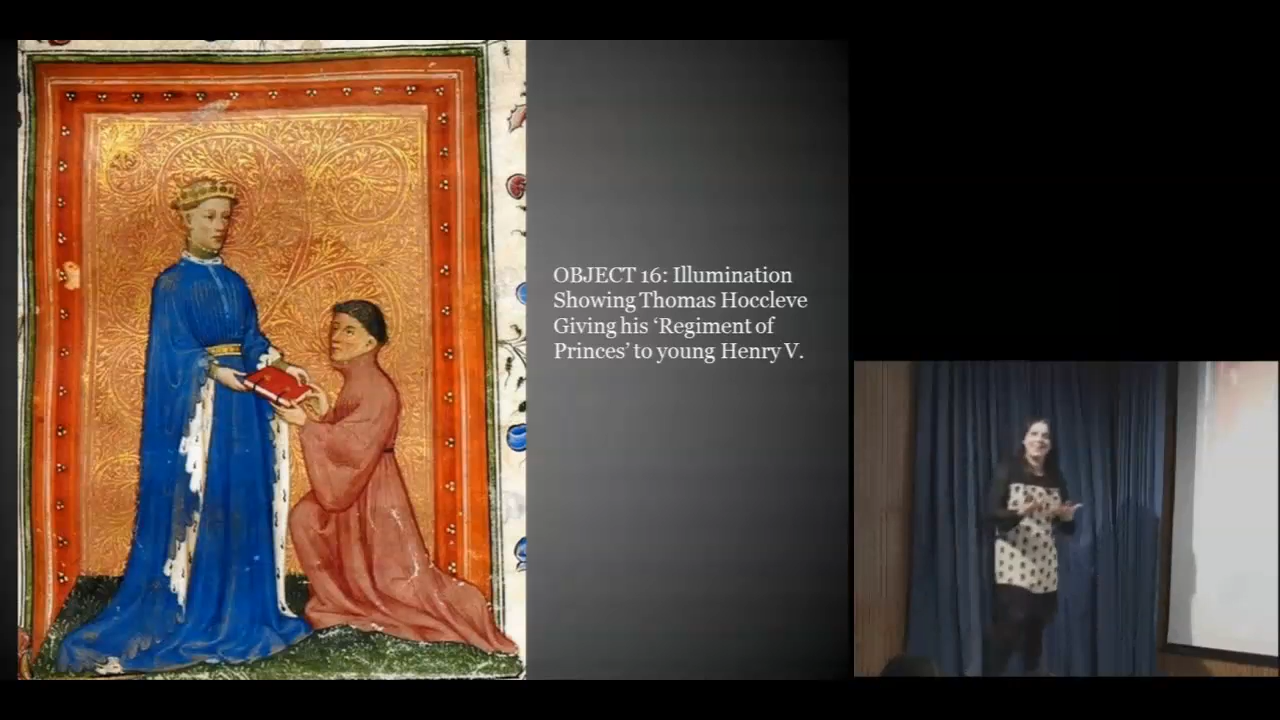 OBJECT 16: Illumination
Showing Thomas Hoccleve
Giving his ‘Regiment of
Princes’ to young Henry V.